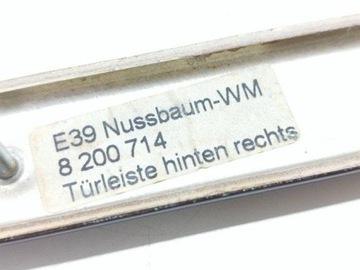 E39 Nussbaum-WM
8 200 714
Türleiste hinten rechts